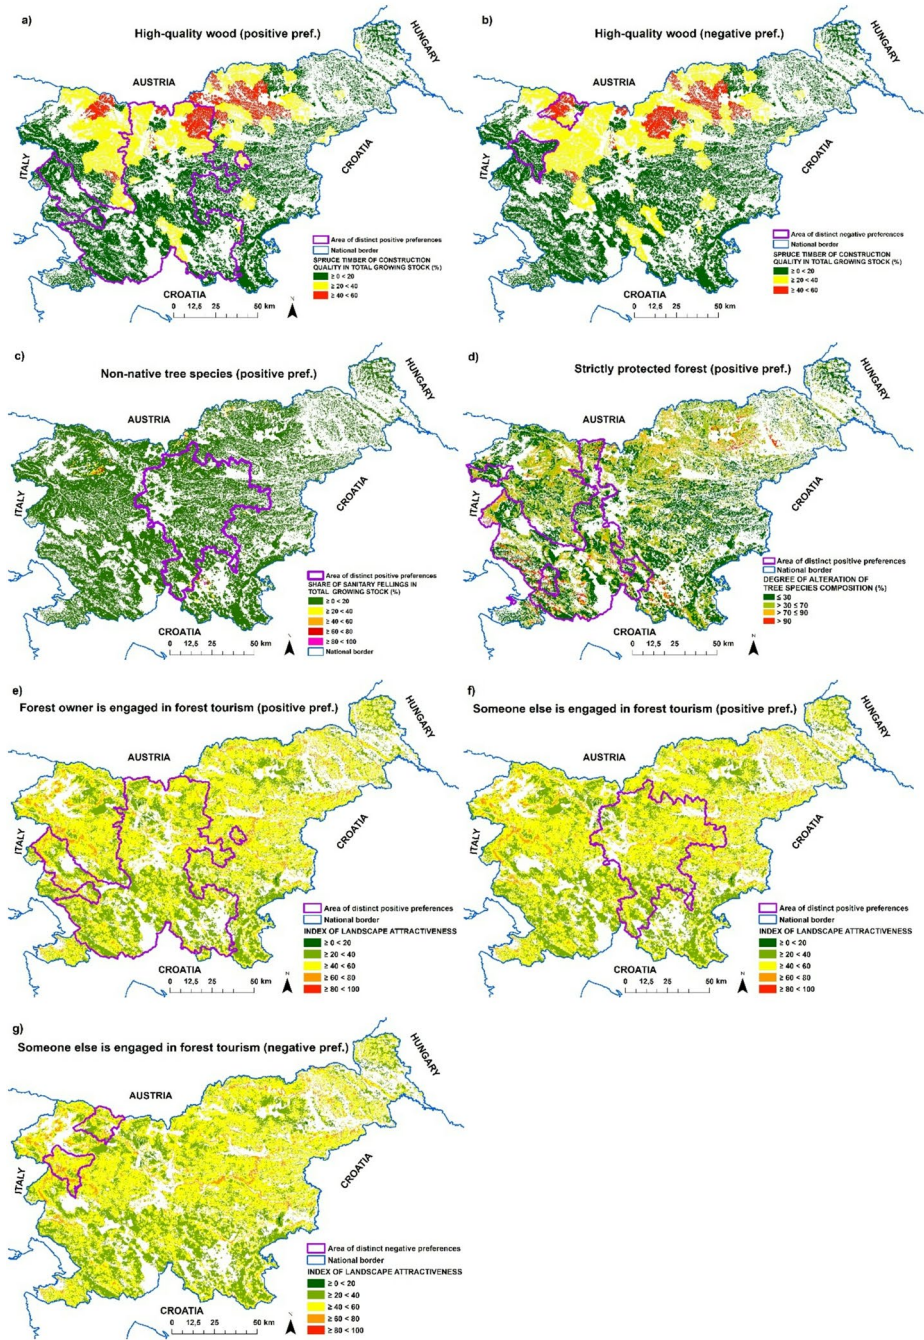 a)
High-quality wood (positive pref.)
HUNGARY
AUSTRIA
ITALY
CROATIA
Area of distinct positive preferences
National border
SPRUCE TIMBER OF CONSTRUCTION
QUALITY IN TOTAL GROWING STOCK (%)
≥ 0 < 20
≥ 20 < 40
≥ 40 < 60
CROATIA
0 12,5 25 50 km
N
b)
High-quality wood (negative pref.)
HUNGARY
AUSTRIA
ITALY
CROATIA
Area of distinct negative preferences
National border
SPRUCE TIMBER OF CONSTRUCTION
QUALITY IN TOTAL GROWING STOCK (%)
≥ 0 < 20
≥ 20 < 40
≥ 40 < 60
CROATIA
0 12,5 25 50 km
N
c)
Non-native tree species (positive pref.)
HUNGARY
AUSTRIA
ITALY
CROATIA
Area of distinct positive preferences
SHARE OF SANITARY FELLINGS IN
TOTAL GROWING STOCK (%)
≥ 0 < 20
≥ 20 < 40
≥ 40 < 60
≥ 60 < 80
≥ 80 < 100
National border
CROATIA
0 12,5 25 50 km
N
d)
Strictly protected forest (positive pref.)
HUNGARY
AUSTRIA
ITALY
CROATIA
Area of distinct positive preferences
National border
DEGREE OF ALTERATION OF
TREE SPECIES COMPOSITION (%)
≤ 30
> 30 ≤ 70
> 70 ≤ 90
> 90
CROATIA
0 12,5 25 50 km
N
e)
Forest owner is engaged in forest tourism (positive pref.)
HUNGARY
AUSTRIA
ITALY
CROATIA
Area of distinct positive preferences
National border
INDEX OF LANDSCAPE ATTRACTIVENESS
≥ 0 < 20
≥ 20 < 40
≥ 40 < 60
≥ 60 < 80
≥ 80 < 100
CROATIA
0 12,5 25 50 km
N
f)
Someone else is engaged in forest tourism (positive pref.)
HUNGARY
AUSTRIA
ITALY
CROATIA
Area of distinct positive preferences
National border
INDEX OF LANDSCAPE ATTRACTIVENESS
≥ 0 < 20
≥ 20 < 40
≥ 40 < 60
≥ 60 < 80
≥ 80 < 100
CROATIA
0 12,5 25 50 km
N
g)
Someone else is engaged in forest tourism (negative pref.)
HUNGARY
AUSTRIA
ITALY
CROATIA
Area of distinct negative preferences
National border
INDEX OF LANDSCAPE ATTRACTIVENESS
≥ 0 < 20
≥ 20 < 40
≥ 40 < 60
≥ 60 < 80
≥ 80 < 100
CROATIA
0 12,5 25 50 km
N